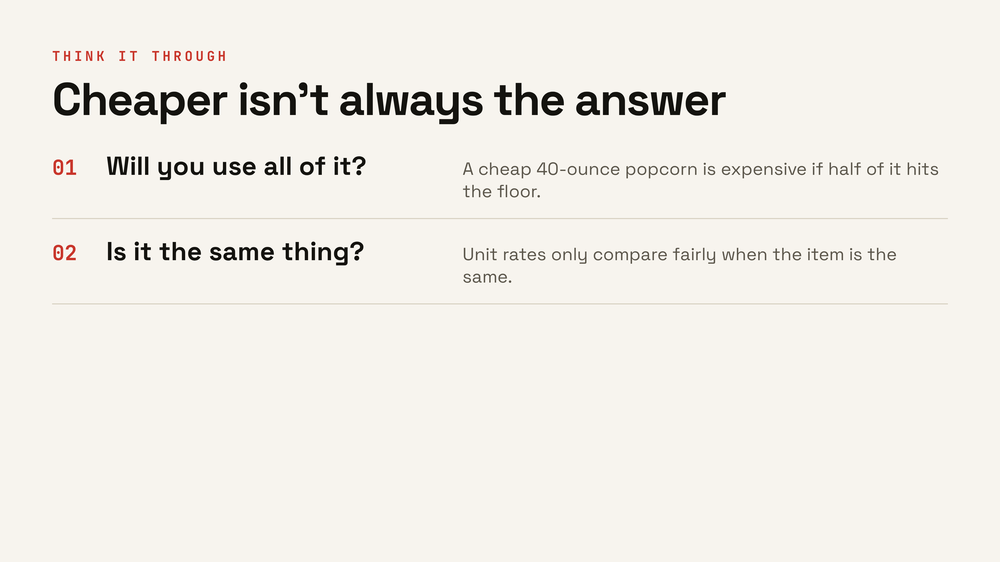 THINK IT THROUGH
Cheaper isn’t always the answer
01 Will you use all of it?
A cheap 40-ounce popcorn is expensive if half of it hits
the floor.
02 Is it the same thing?
Unit rates only compare fairly when the item is the
same.